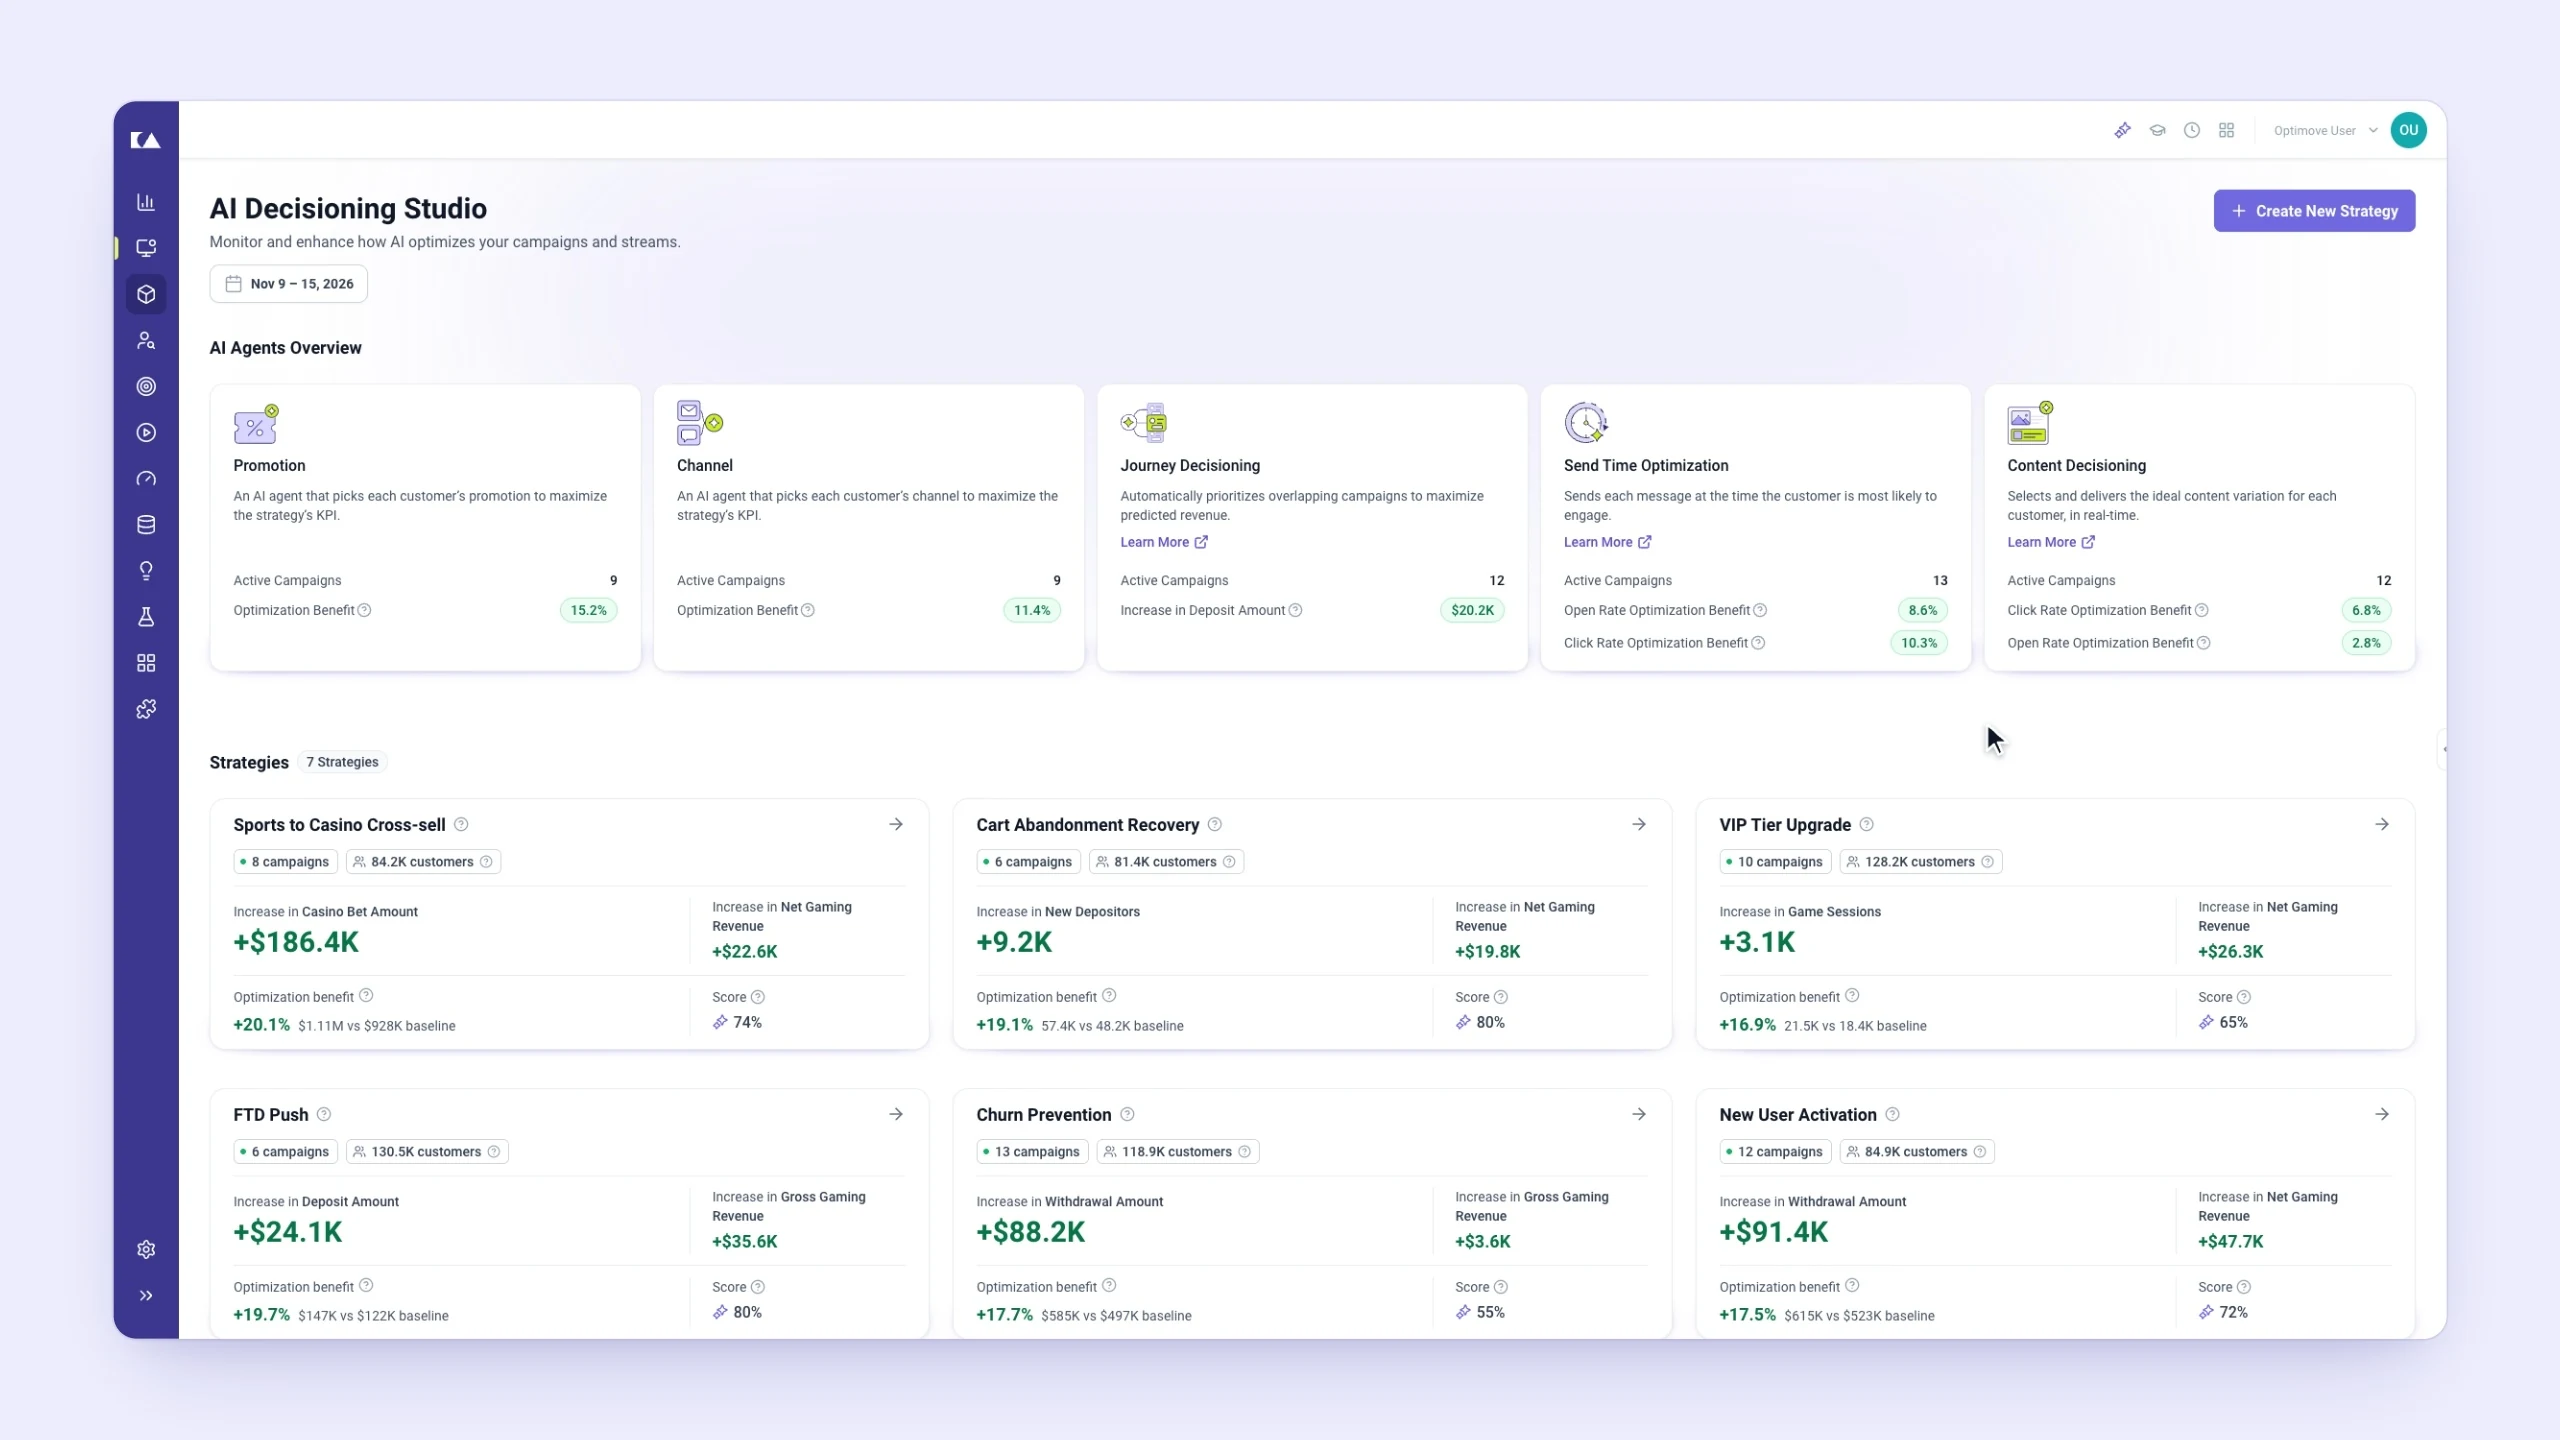 Optimove User
OU
AI Decisioning Studio
Monitor and enhance how AI optimizes your campaigns and streams.
Create New Strategy
Nov 9 – 15, 2026
AI Agents Overview
Promotion
An AI agent that picks each customer's promotion to maximize
the strategy's KPI.
Active Campaigns 9
Optimization Benefit 15.2%
Channel
An AI agent that picks each customer's channel to maximize the
strategy's KPI.
Active Campaigns 9
Optimization Benefit 11.4%
Journey Decisioning
Automatically prioritizes overlapping campaigns to maximize
predicted revenue.
Learn More
Active Campaigns 12
Increase in Deposit Amount $20.2K
Send Time Optimization
Sends each message at the time the customer is most likely to
engage.
Learn More
Active Campaigns 13
Open Rate Optimization Benefit 8.6%
Click Rate Optimization Benefit 10.3%
Content Decisioning
Selects and delivers the ideal content variation for each
customer, in real-time.
Learn More
Active Campaigns 12
Click Rate Optimization Benefit 6.8%
Open Rate Optimization Benefit 2.8%
Strategies 7 Strategies
Sports to Casino Cross-sell
8 campaigns 84.2K customers
Increase in Casino Bet Amount
+$186.4K
Increase in Net Gaming
Revenue
+$22.6K
Optimization benefit
+20.1% $1.11M vs $928K baseline
Score
74%
Cart Abandonment Recovery
6 campaigns 81.4K customers
Increase in New Depositors
+9.2K
Increase in Net Gaming
Revenue
+$19.8K
Optimization benefit
+19.1% 57.4K vs 48.2K baseline
Score
80%
VIP Tier Upgrade
10 campaigns 128.2K customers
Increase in Game Sessions
+3.1K
Increase in Net Gaming
Revenue
+$26.3K
Optimization benefit
+16.9% 21.5K vs 18.4K baseline
Score
65%
FTD Push
6 campaigns 130.5K customers
Increase in Deposit Amount
+$24.1K
Increase in Gross Gaming
Revenue
+$35.6K
Optimization benefit
+19.7% $147K vs $122K baseline
Score
80%
Churn Prevention
13 campaigns 118.9K customers
Increase in Withdrawal Amount
+$88.2K
Increase in Gross Gaming
Revenue
+$3.6K
Optimization benefit
+17.7% $585K vs $497K baseline
Score
55%
New User Activation
12 campaigns 84.9K customers
Increase in Withdrawal Amount
+$91.4K
Increase in Net Gaming
Revenue
+$47.7K
Optimization benefit
+17.5% $615K vs $523K baseline
Score
72%